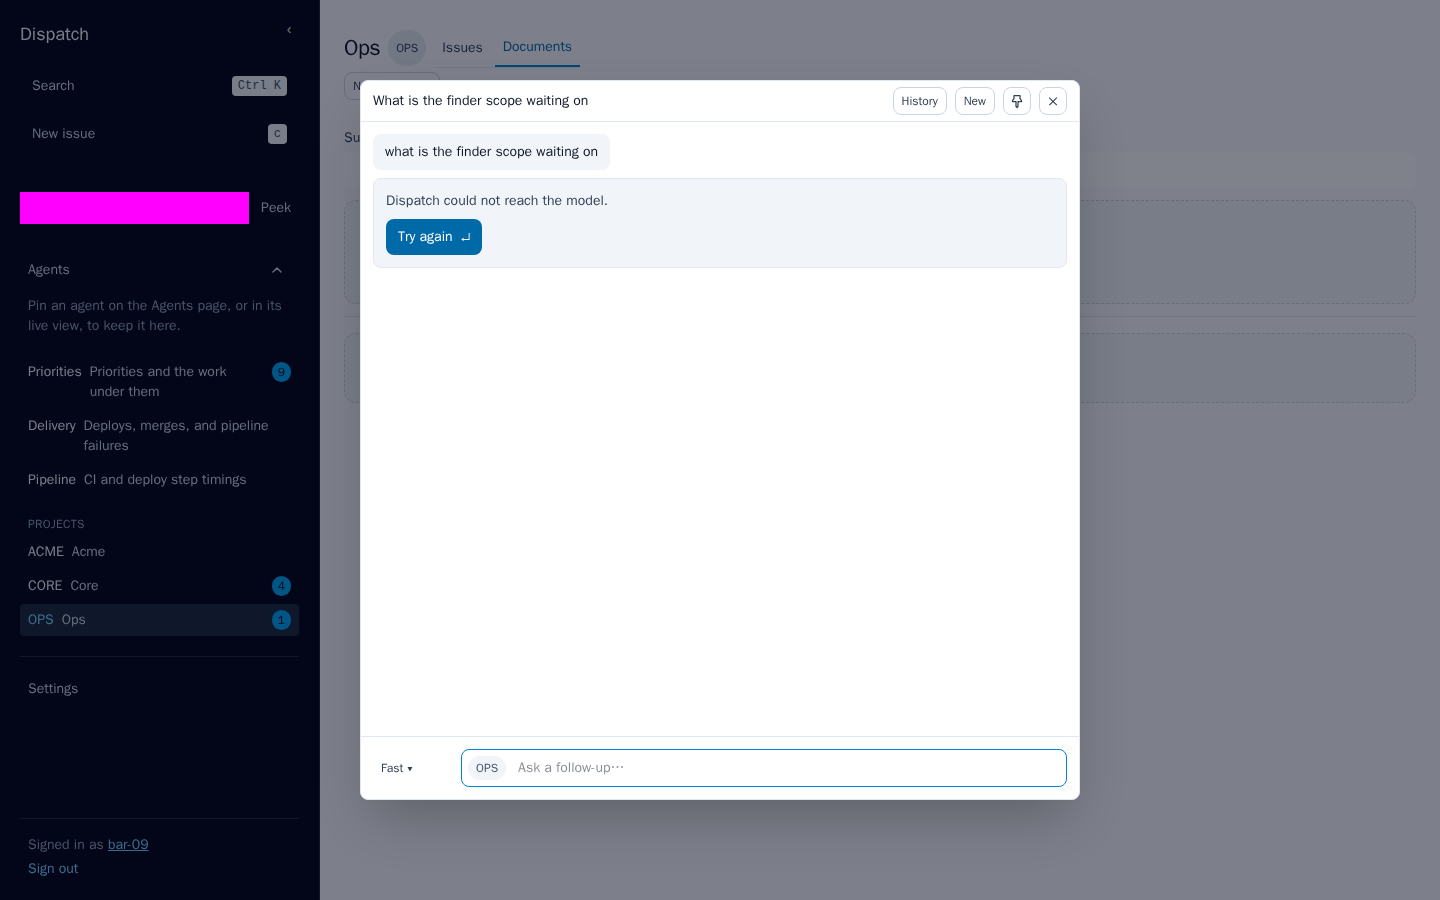 Dispatch
Search
Ctrl K
New issue
C
Peek
Agents
Pin an agent on the Agents page, or in its
live view, to keep it here.
Priorities Priorities and the work
under them
9
Delivery Deploys, merges, and pipeline
failures
Pipeline CI and deploy step timings
PROJECTS
ACME Acme
CORE Core 4
OPS Ops 1
Settings
Signed in as bar-09
Sign out
Ops OPS Issues Documents
What is the finder scope waiting on
History New
what is the finder scope waiting on
Dispatch could not reach the model.
Try again
Fast
OPS Ask a follow-up…